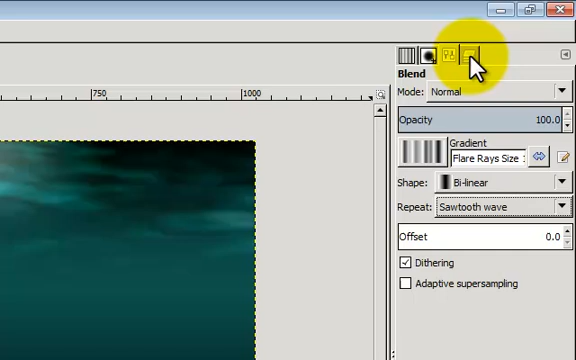 Blend
Mode: Normal
750
1000
Opacity 100.0
Gradient
Flare Rays Size 1
Shape: Bi-linear
Repeat: Sawtooth wave
Offset 0.0
Dithering
Adaptive supersampling